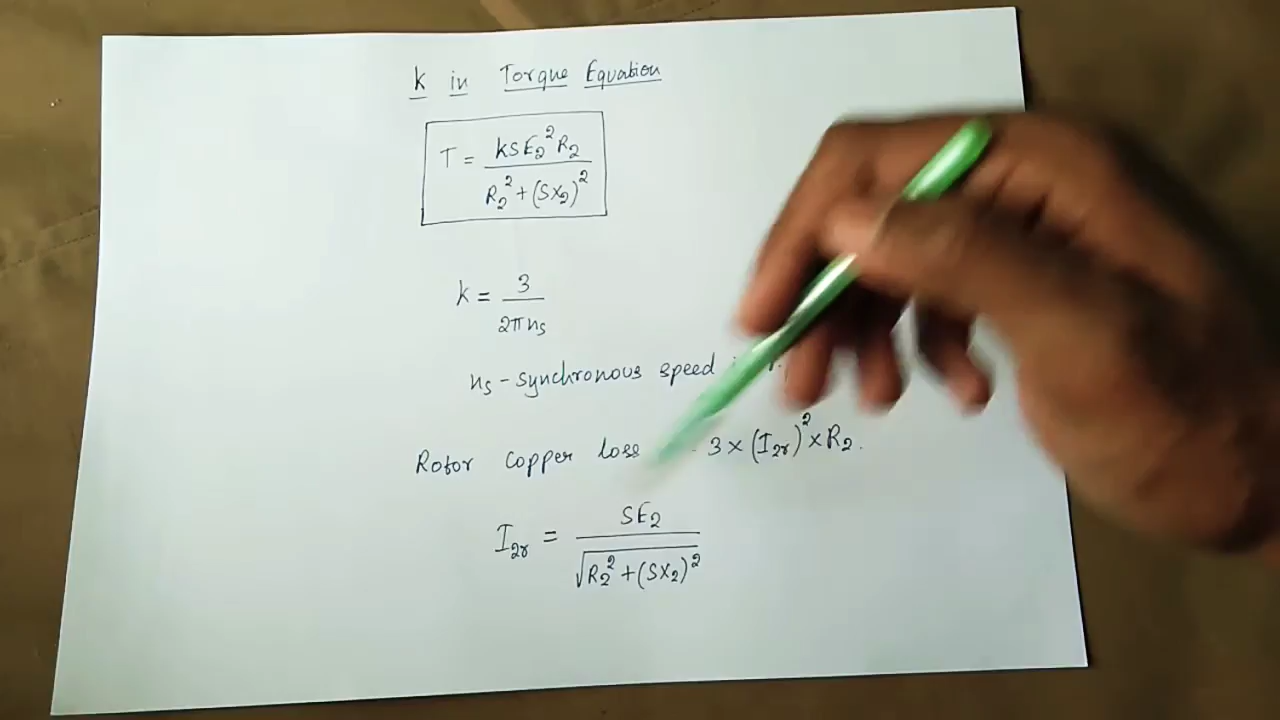 k in Torque Equation
T = kSE₂²R₂ / R₂² + (SX₂)²
k = 3 / 2πnₛ
nₛ - synchronous speed
Rotor copper loss 3 × (I₂ᵣ)² × R₂.
I₂ᵣ = SE₂ / √R₂² + (SX₂)²